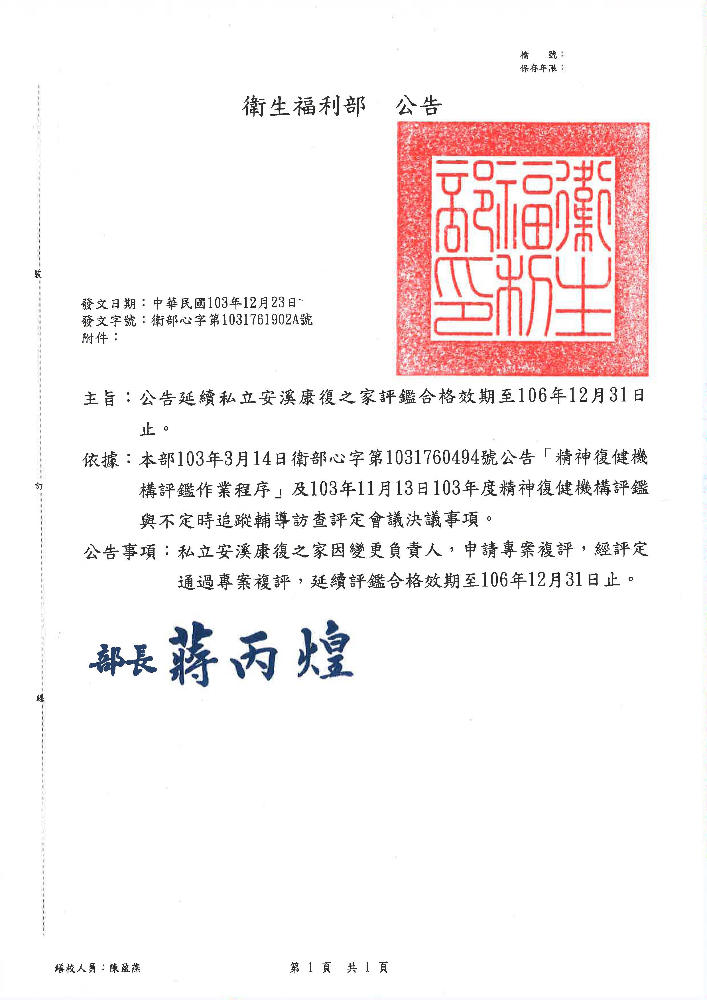 檔　　號：
保存年限：
衛生福利部　公告
衛生福利部印
發文日期：中華民國103年12月23日
發文字號：衛部心字第1031761902A號
附件：
主旨：公告延續私立安溪康復之家評鑑合格效期至106年12月31日
止。
依據：本部103年3月14日衛部心字第1031760494號公告「精神復健機
構評鑑作業程序」及103年11月13日103年度精神復健機構評鑑
與不定時追蹤輔導訪查評定會議決議事項。
公告事項：私立安溪康復之家因變更負責人，申請專案複評，經評定
通過專案複評，延續評鑑合格效期至106年12月31日止。
部長 蔣丙煌
裝
訂
線
繕校人員：陳盈燕
第 1 頁　共 1 頁